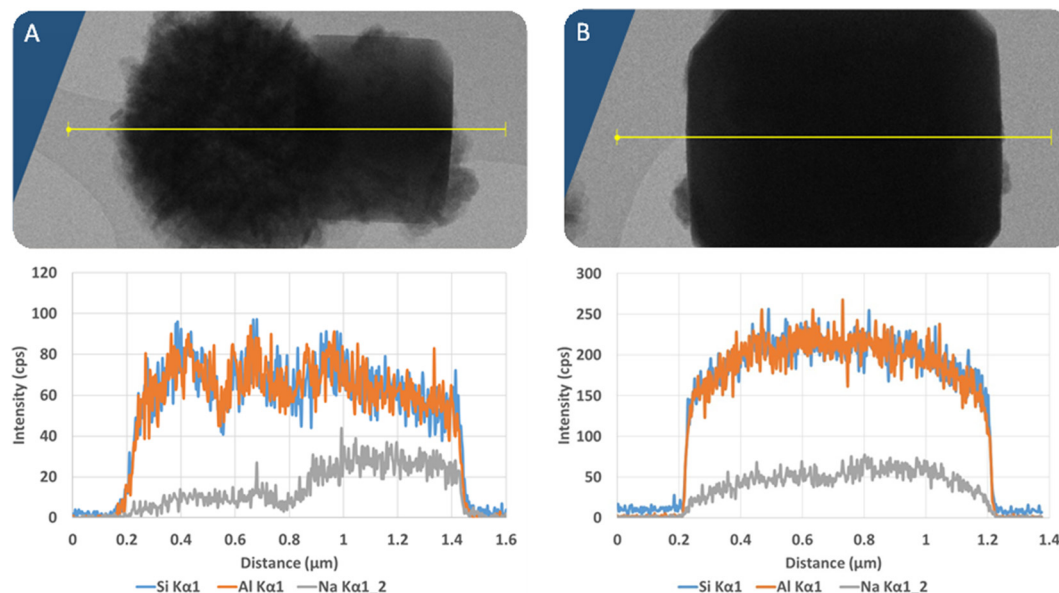 A
B
120
100
80
60
40
20
0
Intensity (cps)
0 0.2 0.4 0.6 0.8 1 1.2 1.4 1.6
Distance (µm)
Si Kα1 Al Kα1 Na Kα1_2
300
250
200
150
100
50
0
Intensity (cps)
0 0.2 0.4 0.6 0.8 1 1.2 1.4
Distance (µm)
Si Kα1 Al Kα1 Na Kα1_2